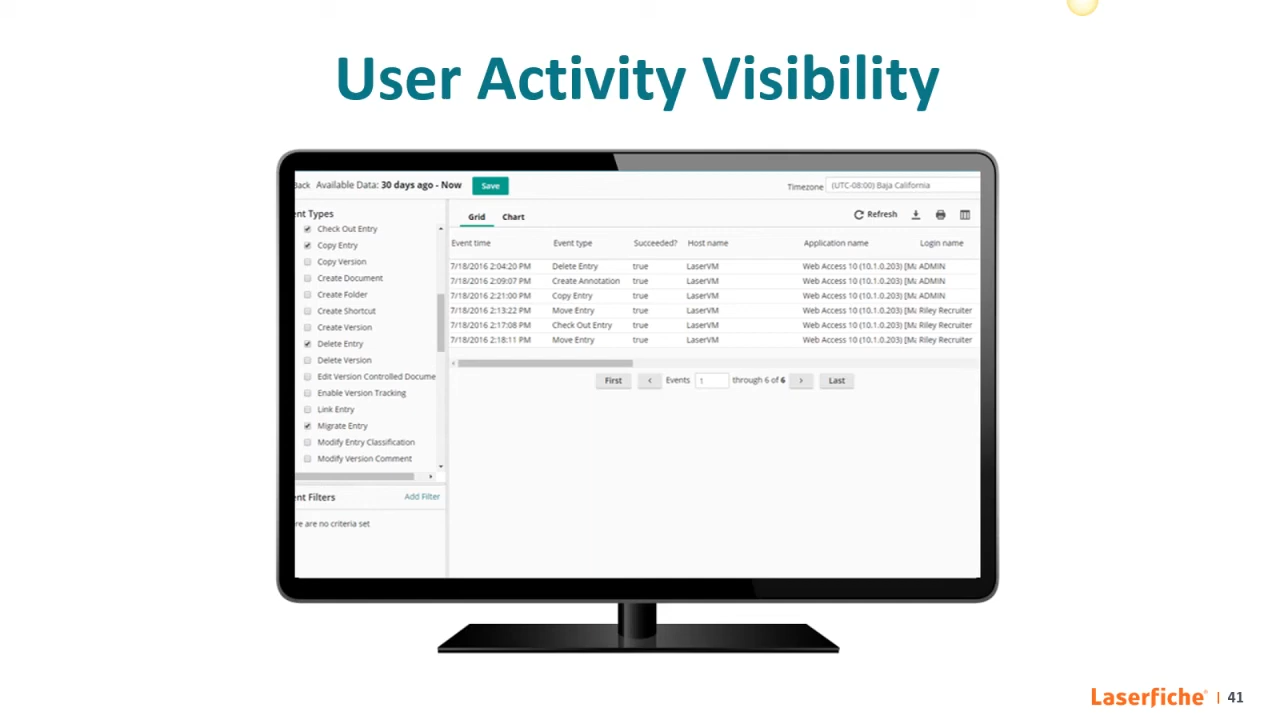 User Activity Visibility
Back Available Data: 30 days ago - Now Save Timezone (UTC-08:00) Baja California
ent Types
Check Out Entry
Copy Entry
Copy Version
Create Document
Create Folder
Create Shortcut
Create Version
Delete Entry
Delete Version
Edit Version Controlled Docume
Enable Version Tracking
Link Entry
Migrate Entry
Modify Entry Classification
Modify Version Comment
ent Filters Add Filter
re are no criteria set
Grid Chart Refresh
Event time Event type Succeeded? Host name Application name Login name
7/18/2016 2:04:20 PM Delete Entry true LaserVM Web Access 10 (10.1.0.203) [Ma ADMIN
7/18/2016 2:09:07 PM Create Annotation true LaserVM Web Access 10 (10.1.0.203) [Ma ADMIN
7/18/2016 2:21:00 PM Copy Entry true LaserVM Web Access 10 (10.1.0.203) [Ma ADMIN
7/18/2016 2:13:22 PM Move Entry true LaserVM Web Access 10 (10.1.0.203) [Ma Riley Recruiter
7/18/2016 2:17:08 PM Check Out Entry true LaserVM Web Access 10 (10.1.0.203) [Ma Riley Recruiter
7/18/2016 2:18:11 PM Move Entry true LaserVM Web Access 10 (10.1.0.203) [Ma Riley Recruiter
First < Events 1 through 6 of 6 > Last
Laserfiche® | 41